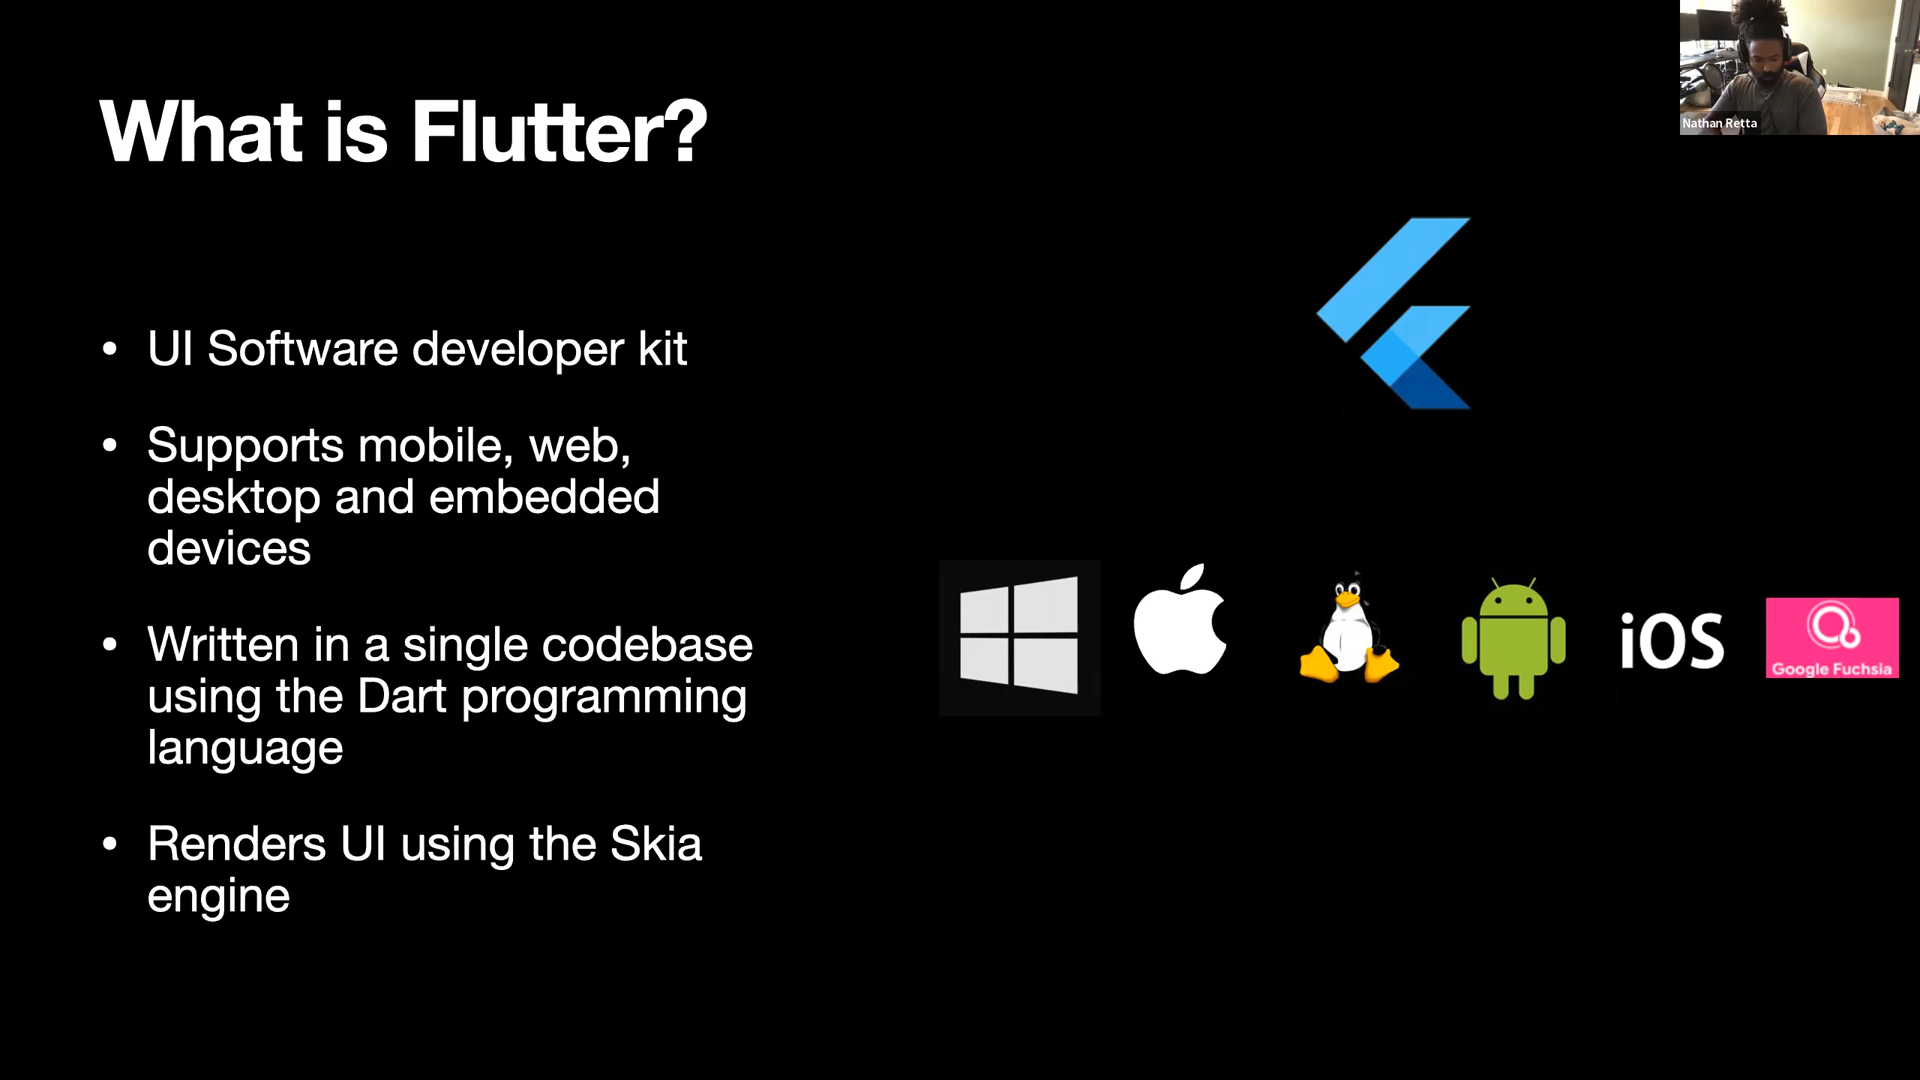 Nathan Retta
What is Flutter?
• UI Software developer kit
• Supports mobile, web,
desktop and embedded
devices
• Written in a single codebase
using the Dart programming
language
• Renders UI using the Skia
engine
iOS
Google Fuchsia